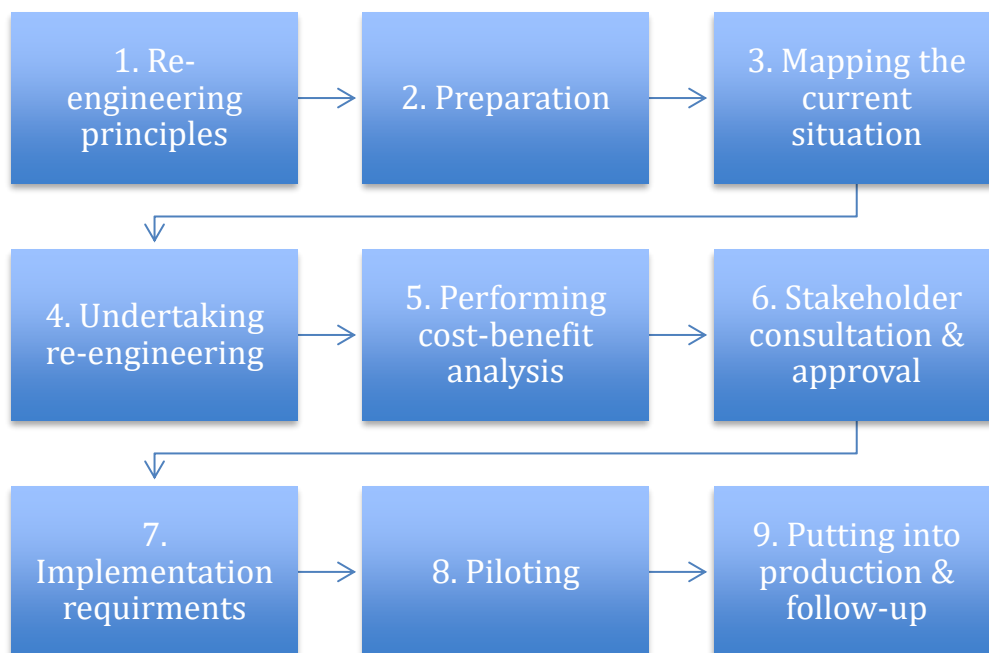 1. Re-
engineering
principles
2. Preparation
3. Mapping the
current
situation
4. Undertaking
re-engineering
5. Performing
cost-benefit
analysis
6. Stakeholder
consultation &
approval
7.
Implementation
requirments
8. Piloting
9. Putting into
production &
follow-up